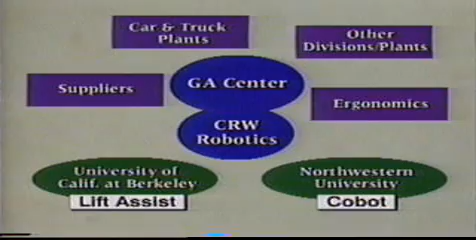 Car & Truck
Plants
Other
Divisions/Plants
Suppliers
GA Center
Ergonomics
CRW
Robotics
University of
Calif. at Berkeley
Lift Assist
Northwestern
University
Cobot